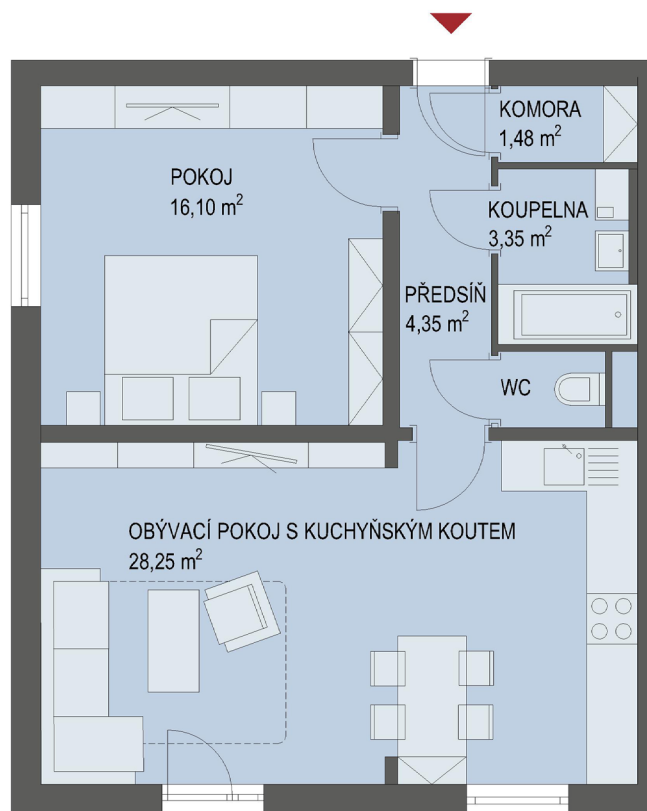 KOMORA
1,48 m²
POKOJ
16,10 m²
KOUPELNA
3,35 m²
PŘEDSÍŇ
4,35 m²
WC
OBÝVACÍ POKOJ S KUCHYŇSKÝM KOUTEM
28,25 m²